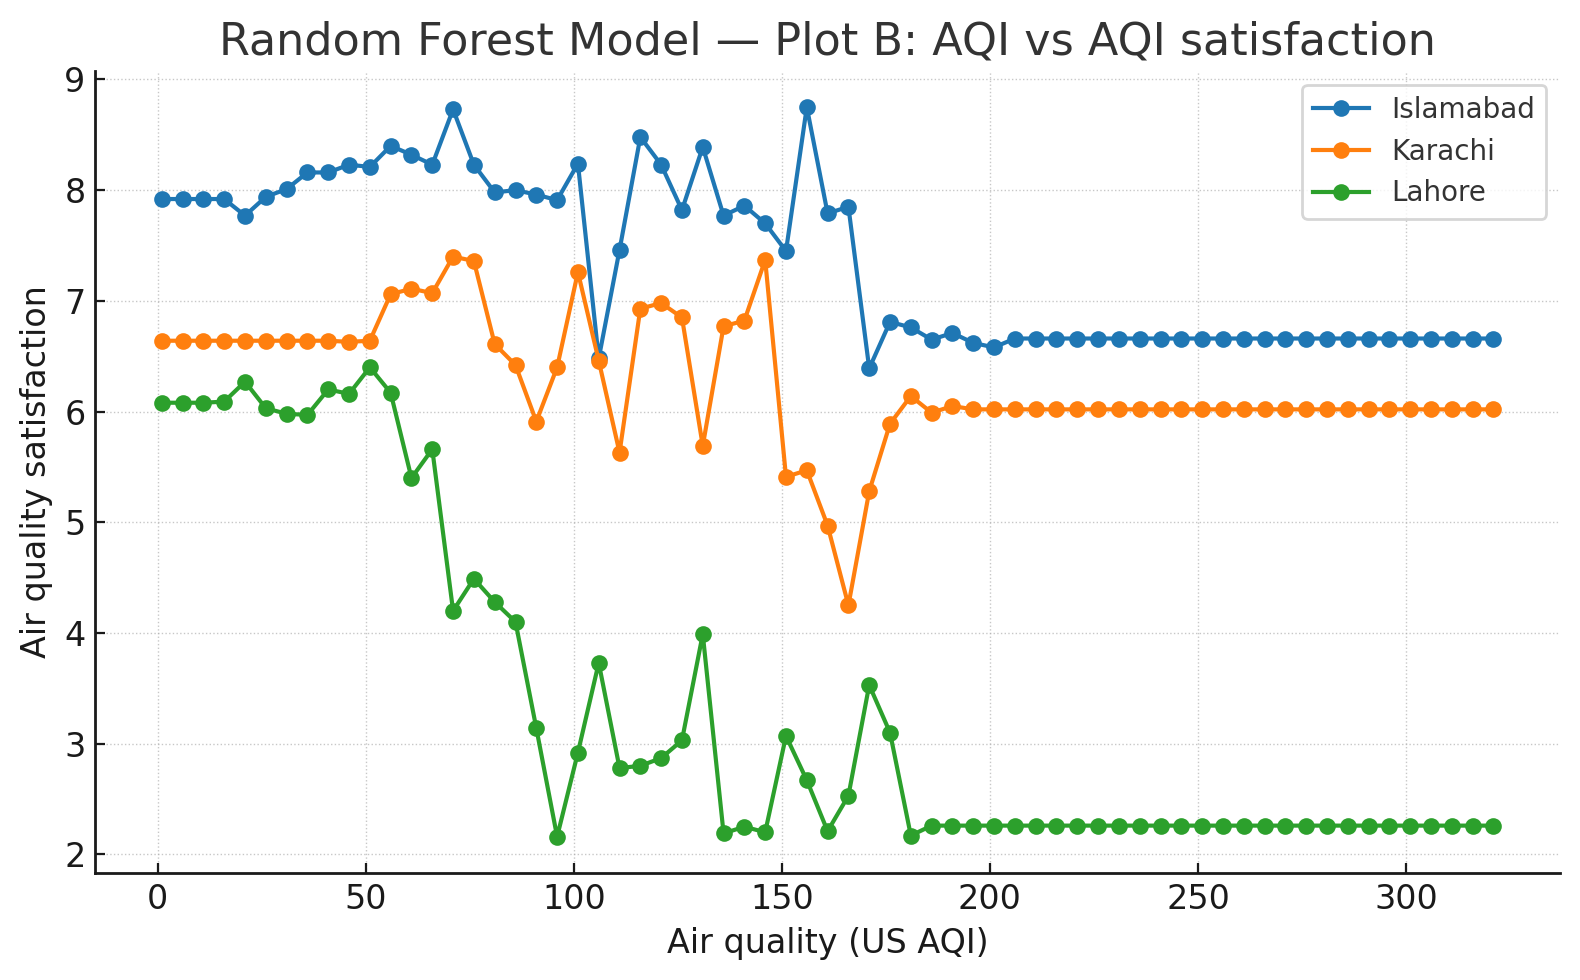 Random Forest Model — Plot B: AQI vs AQI satisfaction
Islamabad
Karachi
Lahore
Air quality satisfaction
9
8
7
6
5
4
3
2
0
50
100
150
200
250
300
Air quality (US AQI)